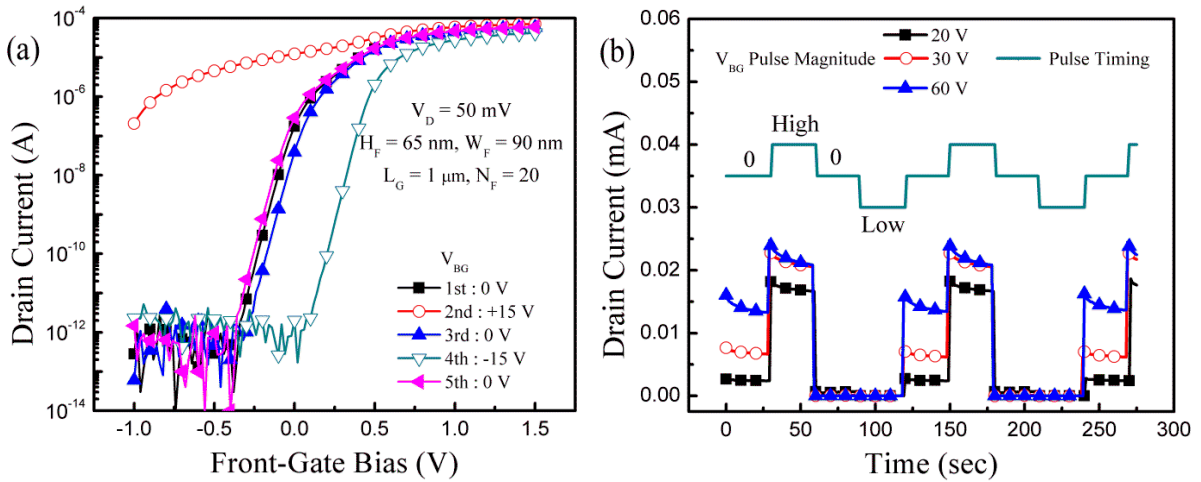 (a)
Drain Current (A)
10⁻⁴
10⁻⁶
10⁻⁸
10⁻¹⁰
10⁻¹²
10⁻¹⁴
V_D = 50 mV
H_F = 65 nm, W_F = 90 nm
L_G = 1 μm, N_F = 20
V_BG
1st : 0 V
2nd : +15 V
3rd : 0 V
4th : -15 V
5th : 0 V
-1.0 -0.5 0.0 0.5 1.0 1.5
Front-Gate Bias (V)
(b)
Drain Current (mA)
0.06
0.05
0.04
0.03
0.02
0.01
0.00
V_BG Pulse Magnitude
20 V
30 V
60 V
Pulse Timing
0
High
0
Low
0 50 100 150 200 250 300
Time (sec)